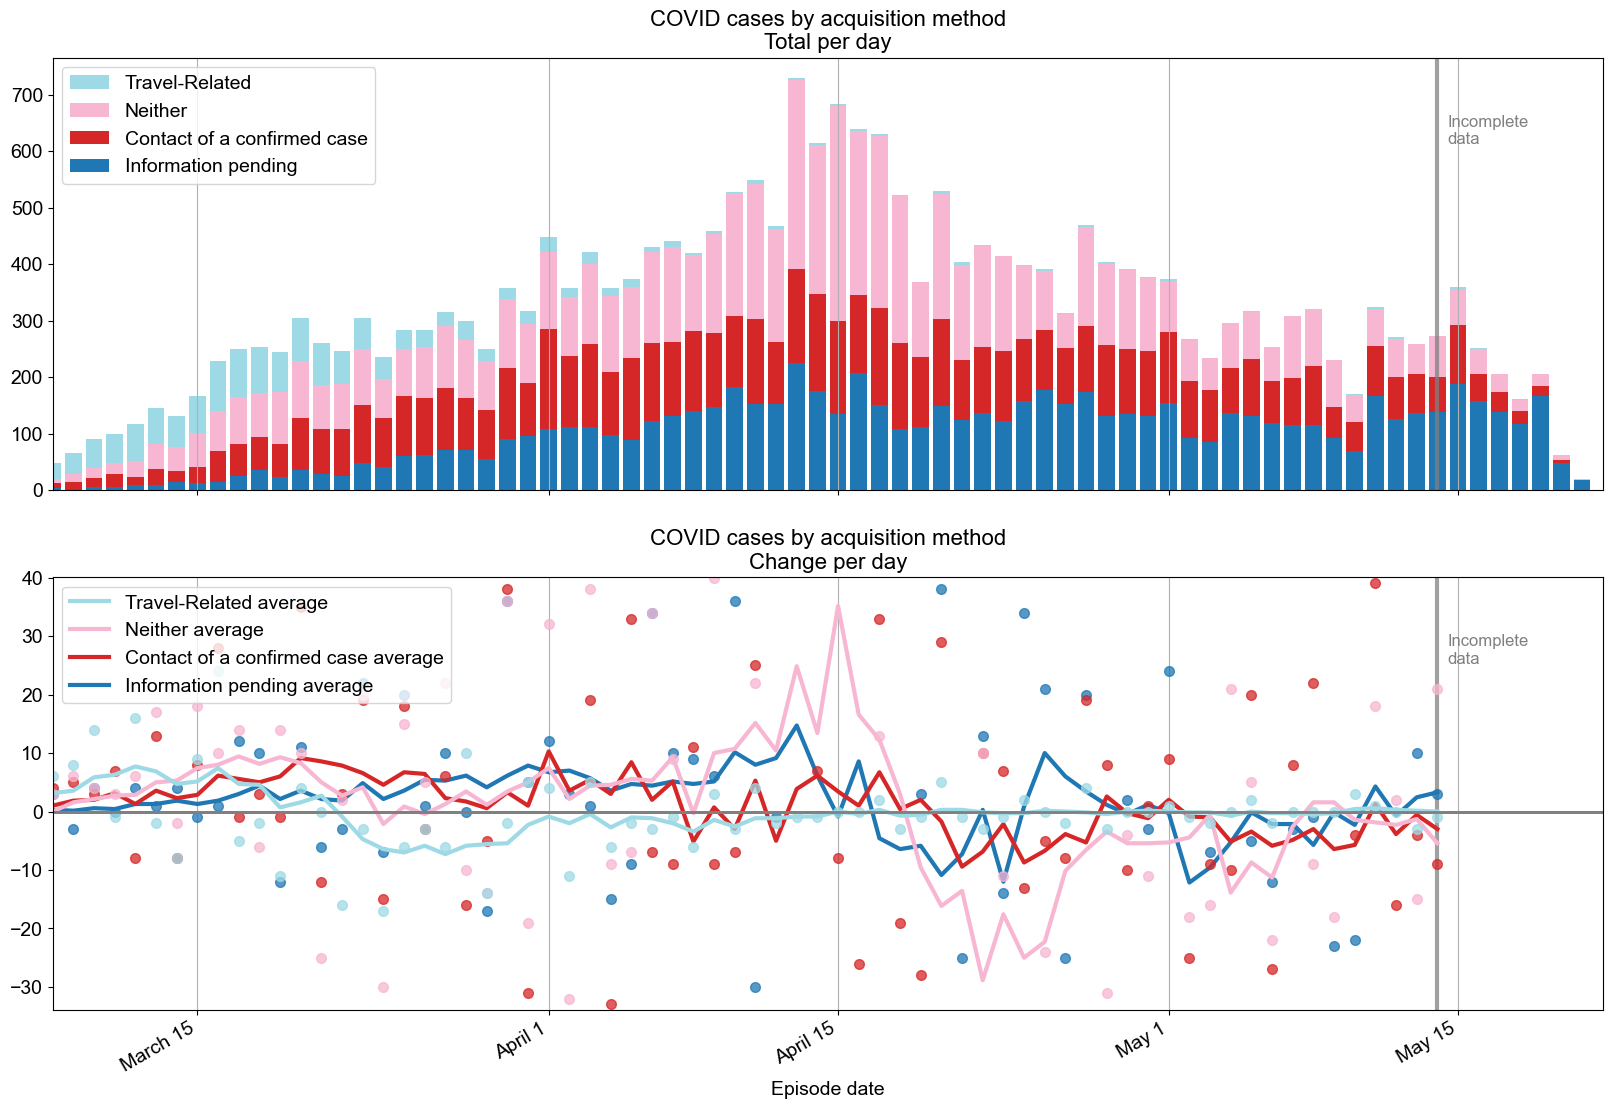 COVID cases by acquisition method
Total per day
700
600
500
400
300
200
100
0
Travel-Related
Neither
Contact of a confirmed case
Information pending
Incomplete
data
COVID cases by acquisition method
Change per day
40
30
20
10
0
−10
−20
−30
Travel-Related average
Neither average
Contact of a confirmed case average
Information pending average
Incomplete
data
March 15
April 1
April 15
May 1
May 15
Episode date